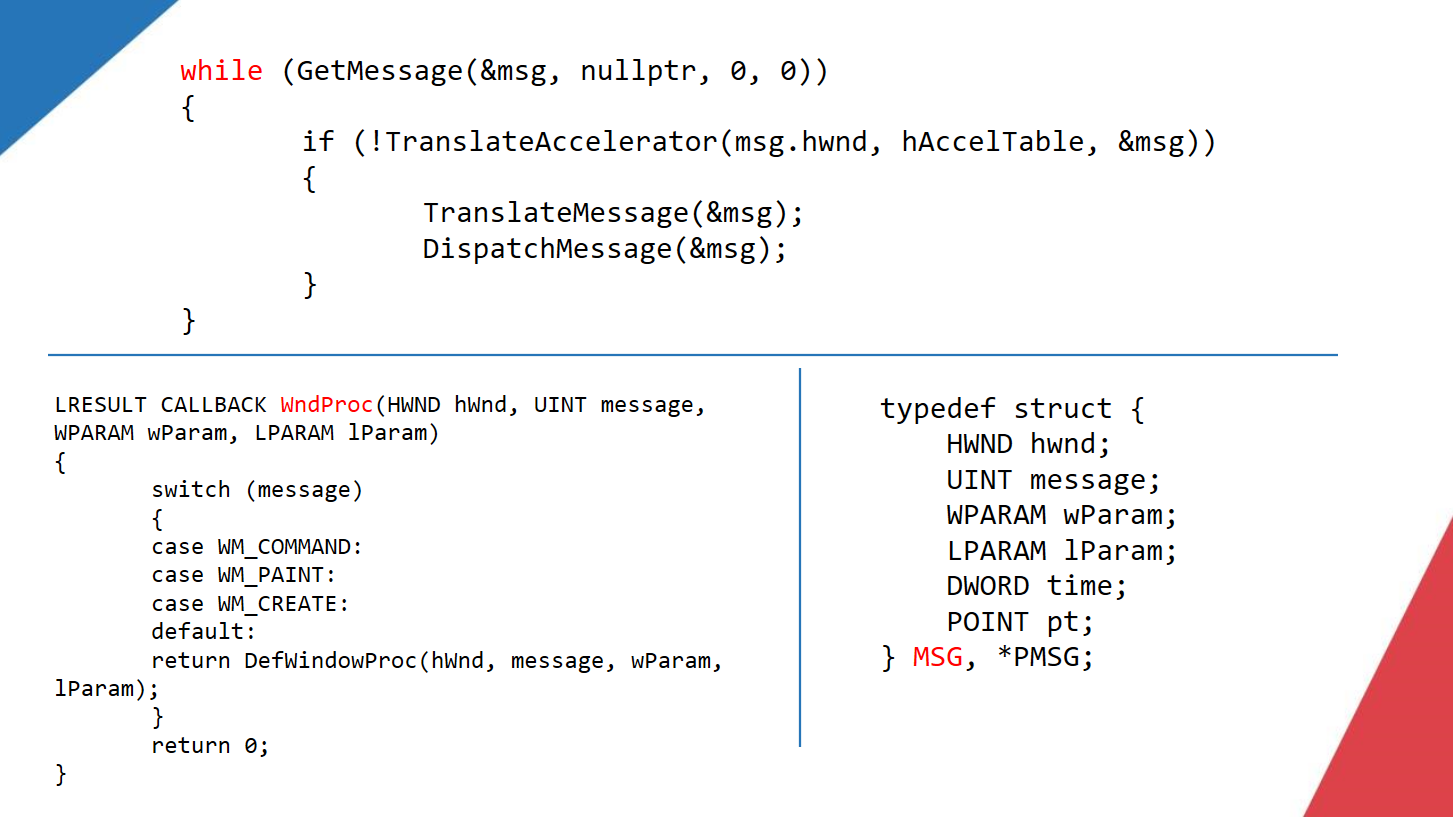 while (GetMessage(&msg, nullptr, 0, 0))
{
if (!TranslateAccelerator(msg.hwnd, hAccelTable, &msg))
{
TranslateMessage(&msg);
DispatchMessage(&msg);
}
}
LRESULT CALLBACK WndProc(HWND hWnd, UINT message,
WPARAM wParam, LPARAM lParam)
{
switch (message)
{
case WM_COMMAND:
case WM_PAINT:
case WM_CREATE:
default:
return DefWindowProc(hWnd, message, wParam,
lParam);
}
return 0;
}
typedef struct {
HWND hwnd;
UINT message;
WPARAM wParam;
LPARAM lParam;
DWORD time;
POINT pt;
} MSG, *PMSG;